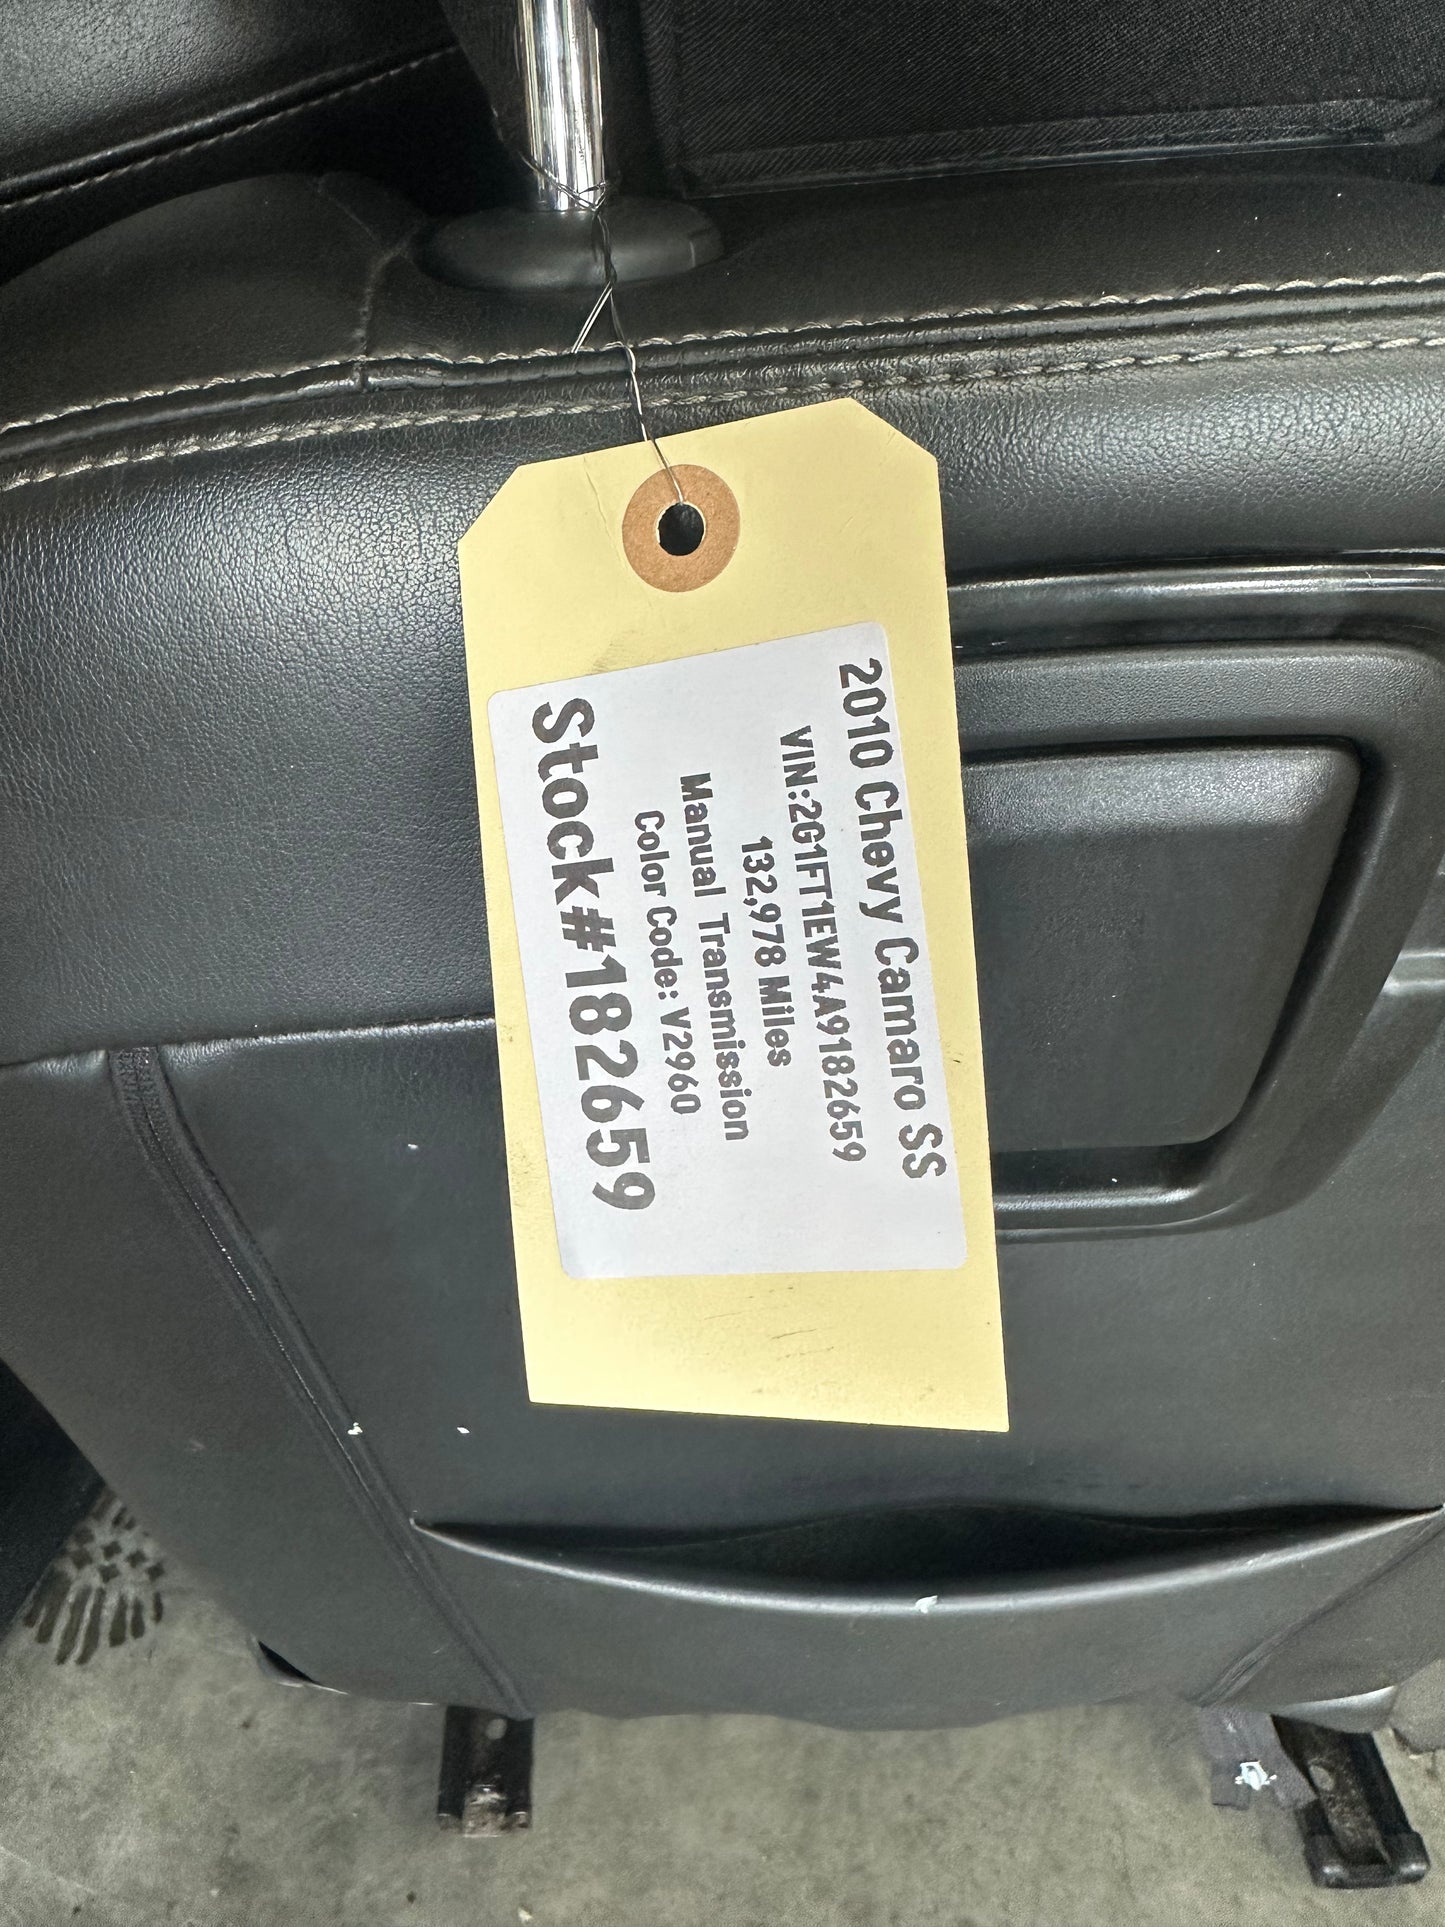 2010 Chevy Camaro SS
VIN:2G1FT1EW4A9182659
132,978 Miles
Manual Transmission
Color Code: V2960
Stock#182659